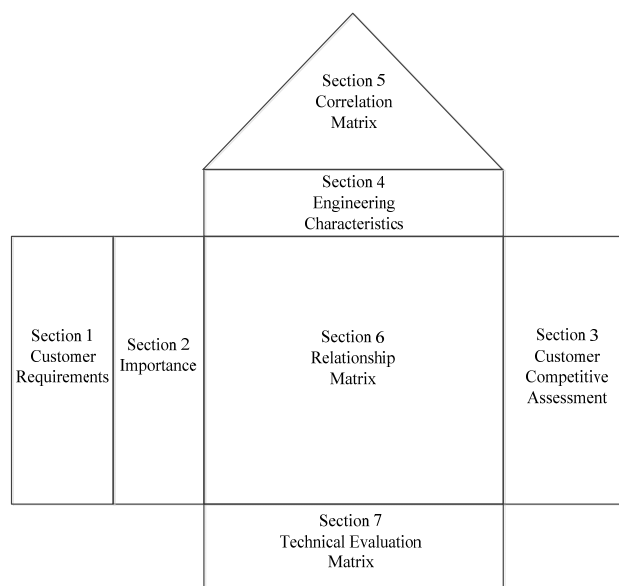 Section 5
Correlation
Matrix
Section 4
Engineering
Characteristics
Section 1
Customer
Requirements
Section 2
Importance
Section 6
Relationship
Matrix
Section 3
Customer
Competitive
Assessment
Section 7
Technical Evaluation
Matrix